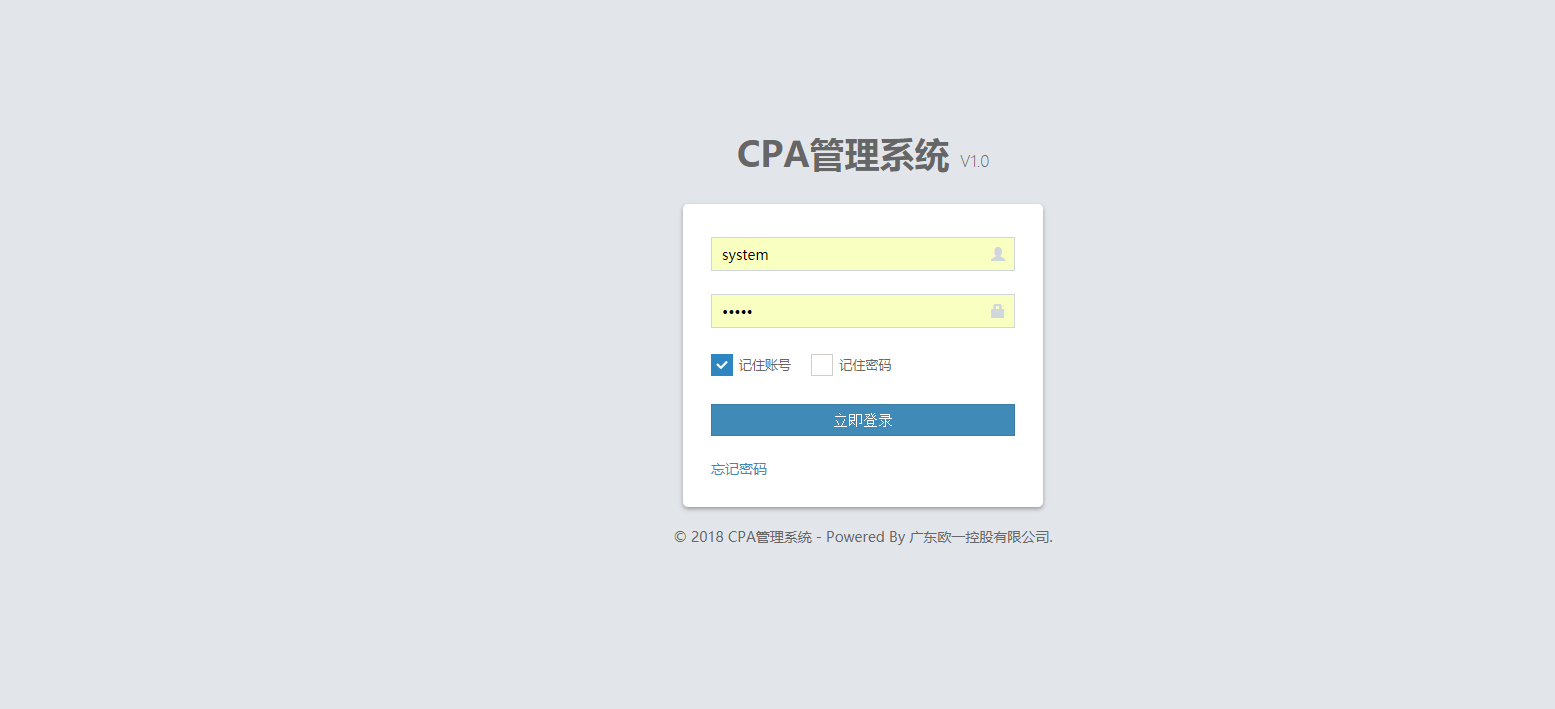 CPA管理系统 V1.0
system
•••••
记住账号 记住密码
立即登录
忘记密码
© 2018 CPA管理系统 - Powered By 广东欧一控股有限公司.